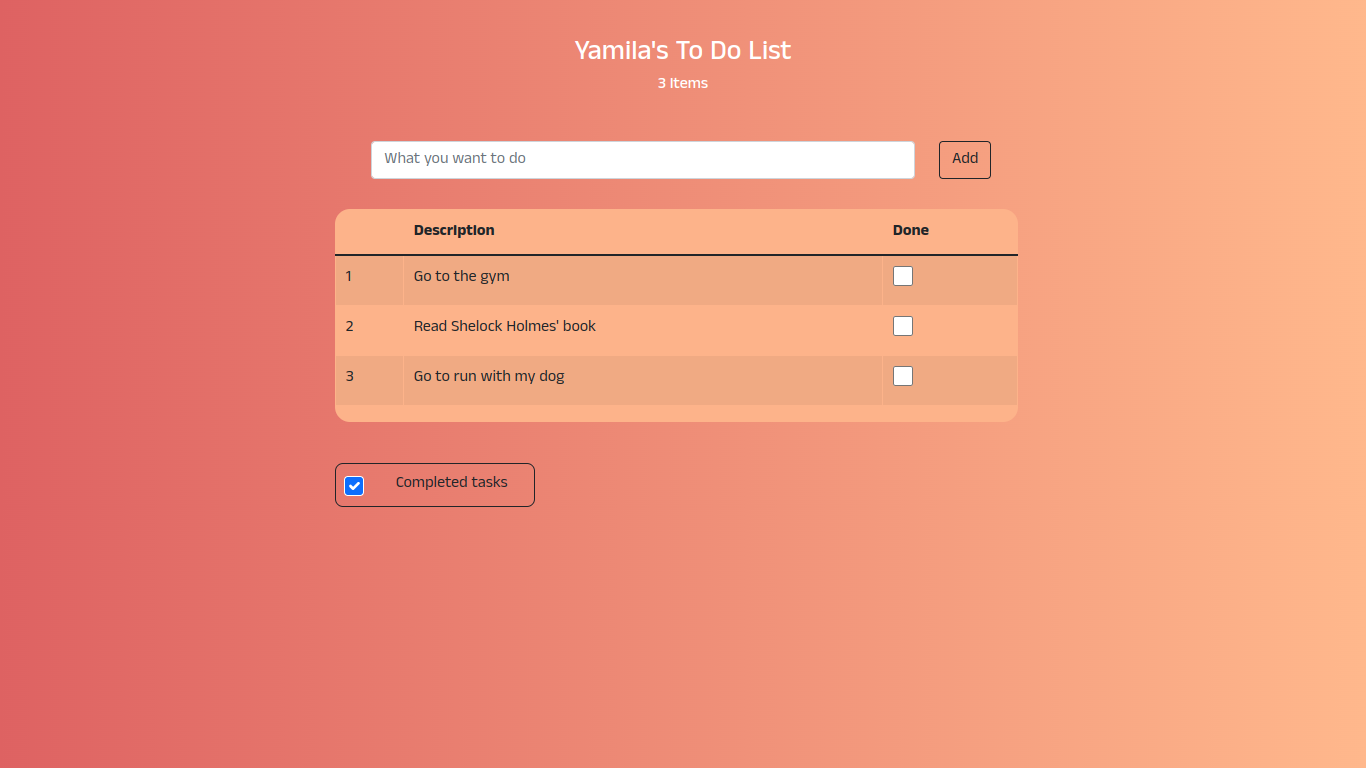 Yamila's To Do List
3 Items
What you want to do Add
Description Done
1 Go to the gym
2 Read Shelock Holmes' book
3 Go to run with my dog
Completed tasks